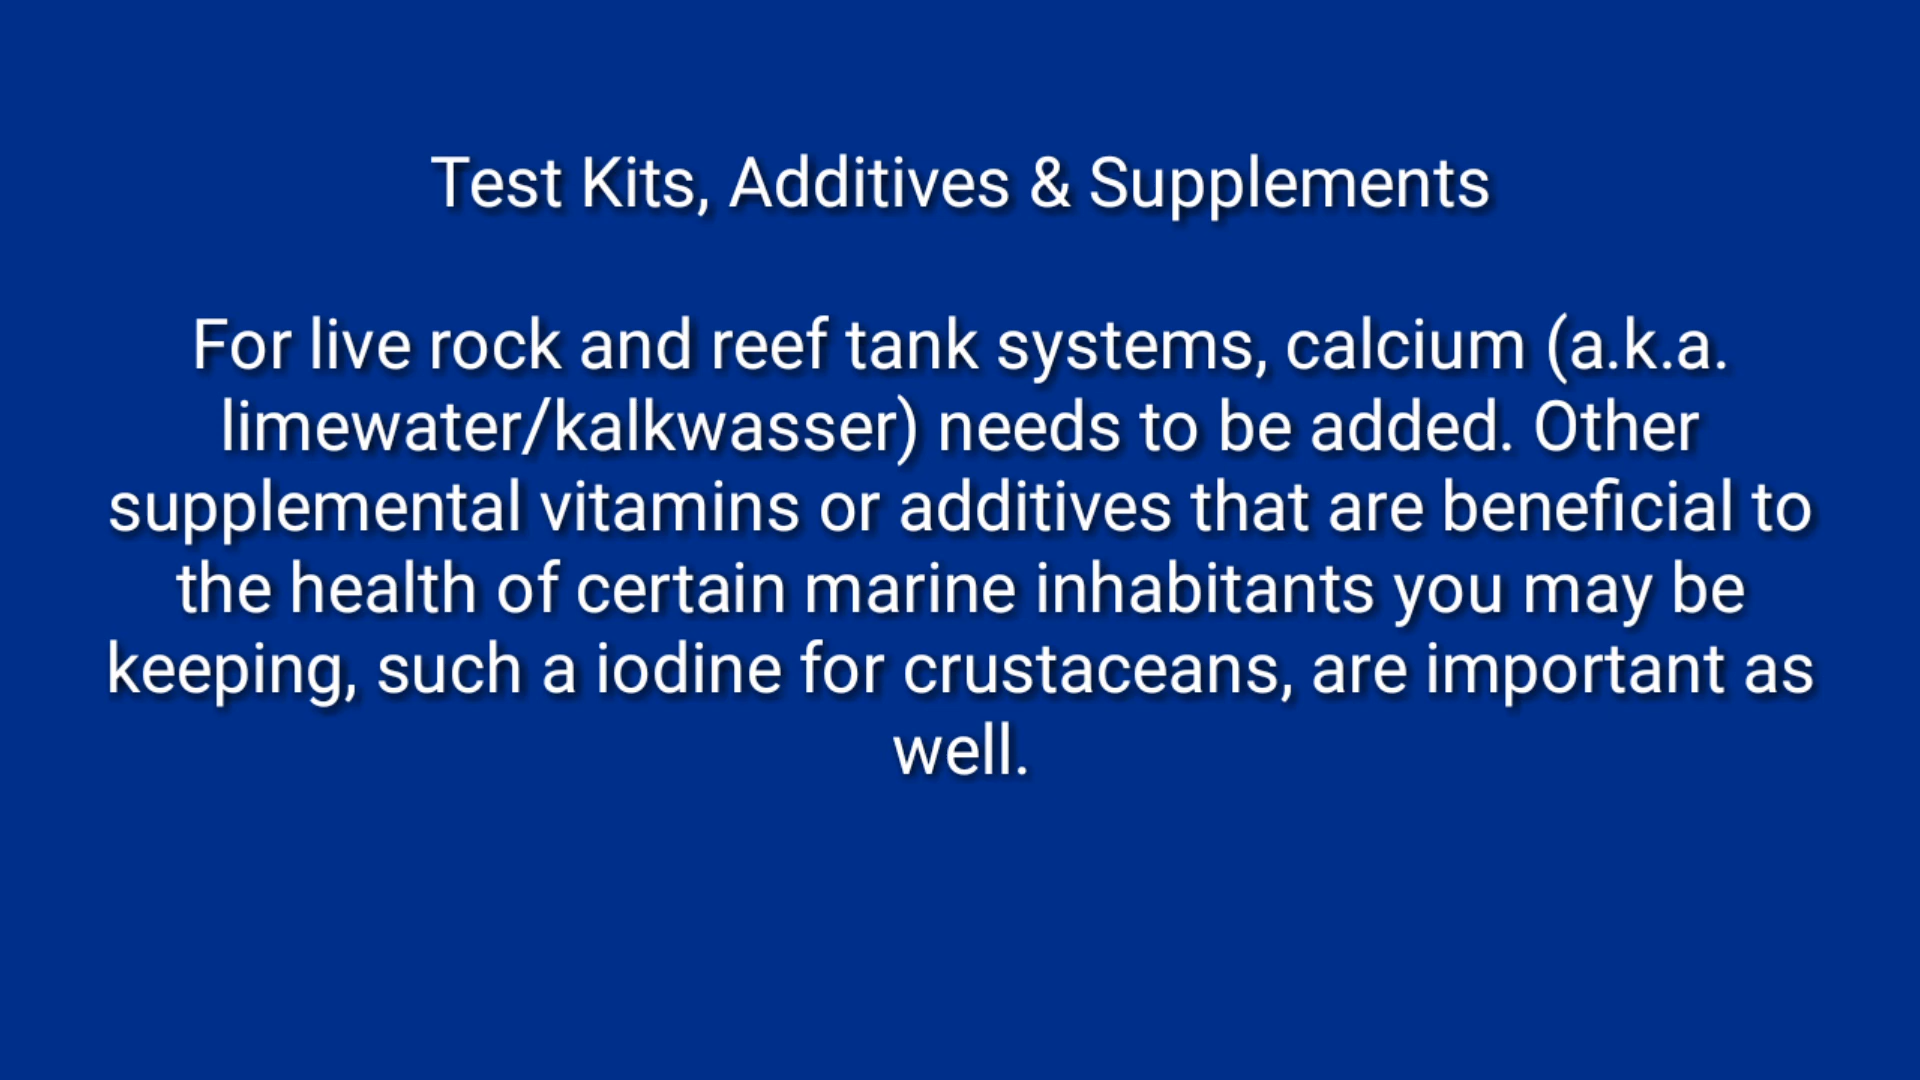 Test Kits, Additives & Supplements
For live rock and reef tank systems, calcium (a.k.a.
limewater/kalkwasser) needs to be added. Other
supplemental vitamins or additives that are beneficial to
the health of certain marine inhabitants you may be
keeping, such a iodine for crustaceans, are important as
well.